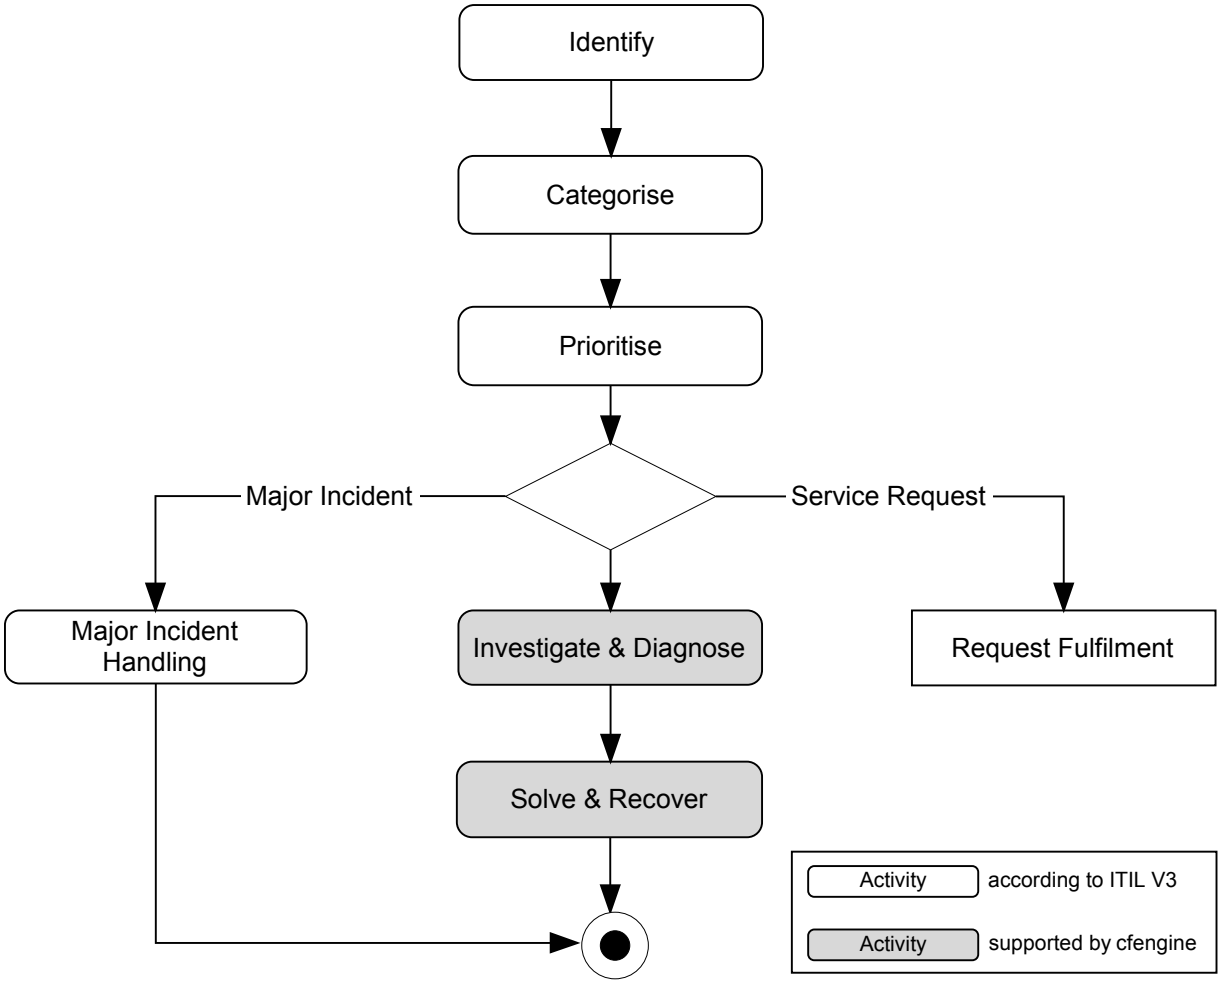 Identify
Categorise
Prioritise
Major Incident
Service Request
Major Incident
Handling
Investigate & Diagnose
Request Fulfilment
Solve & Recover
Activity
according to ITIL V3
Activity
supported by cfengine